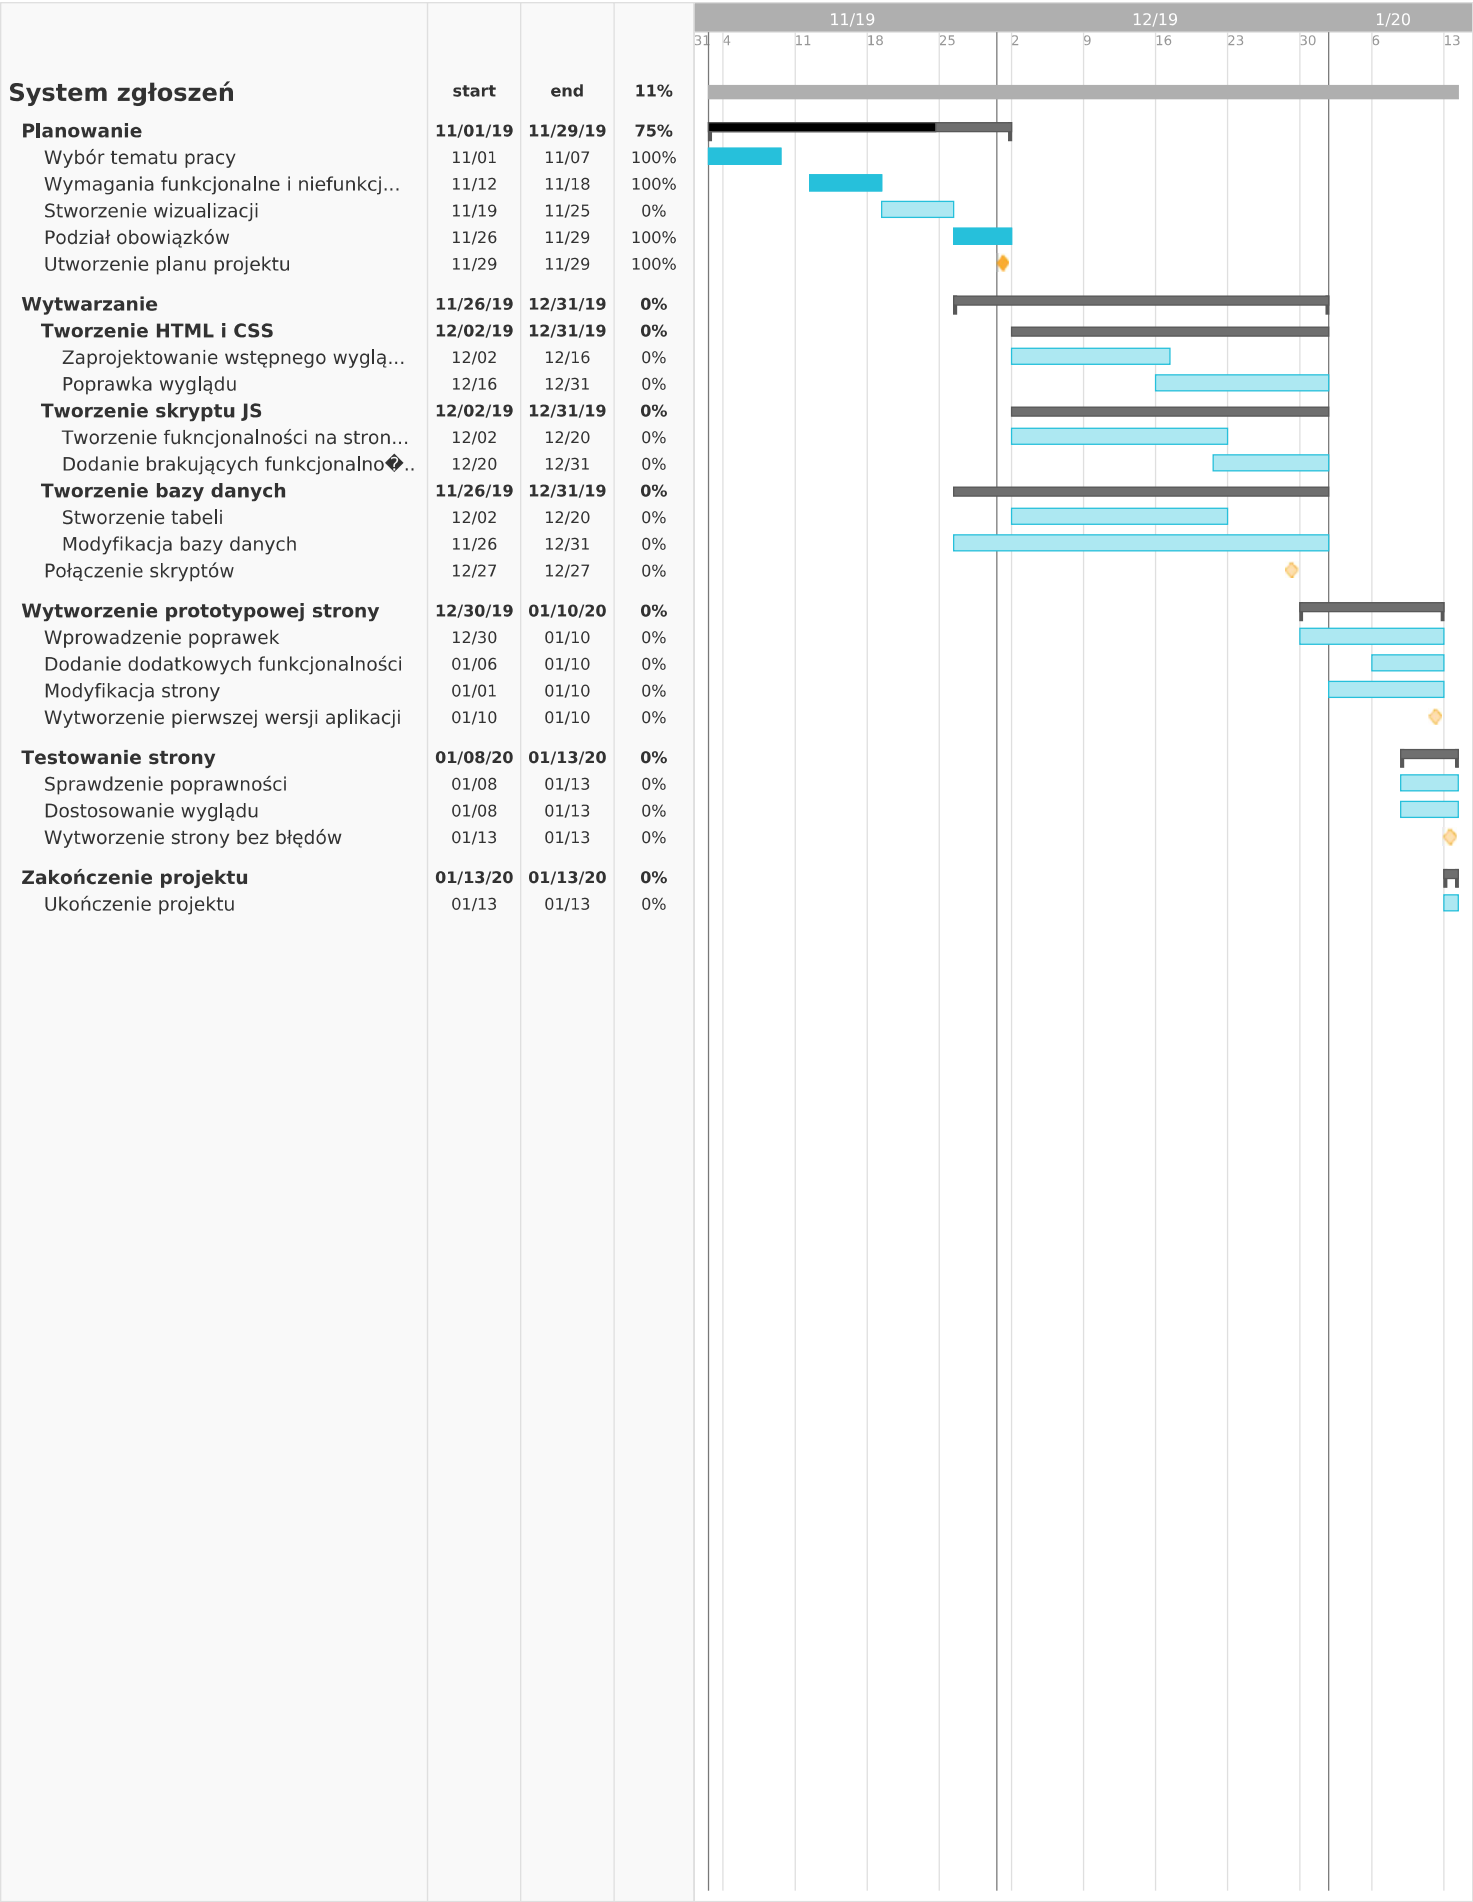 11/19 12/19 1/20
31 4 11 18 25 2 9 16 23 30 6 13
System zgłoszeń start end 11%
Planowanie 11/01/19 11/29/19 75%
Wybór tematu pracy 11/01 11/07 100%
Wymagania funkcjonalne i niefunkcj... 11/12 11/18 100%
Stworzenie wizualizacji 11/19 11/25 0%
Podział obowiązków 11/26 11/29 100%
Utworzenie planu projektu 11/29 11/29 100%
Wytwarzanie 11/26/19 12/31/19 0%
Tworzenie HTML i CSS 12/02/19 12/31/19 0%
Zaprojektowanie wstępnego wyglą... 12/02 12/16 0%
Poprawka wyglądu 12/16 12/31 0%
Tworzenie skryptu JS 12/02/19 12/31/19 0%
Tworzenie fukncjonalności na stron... 12/02 12/20 0%
Dodanie brakujących funkcjonalno�.. 12/20 12/31 0%
Tworzenie bazy danych 11/26/19 12/31/19 0%
Stworzenie tabeli 12/02 12/20 0%
Modyfikacja bazy danych 11/26 12/31 0%
Połączenie skryptów 12/27 12/27 0%
Wytworzenie prototypowej strony 12/30/19 01/10/20 0%
Wprowadzenie poprawek 12/30 01/10 0%
Dodanie dodatkowych funkcjonalności 01/06 01/10 0%
Modyfikacja strony 01/01 01/10 0%
Wytworzenie pierwszej wersji aplikacji 01/10 01/10 0%
Testowanie strony 01/08/20 01/13/20 0%
Sprawdzenie poprawności 01/08 01/13 0%
Dostosowanie wyglądu 01/08 01/13 0%
Wytworzenie strony bez błędów 01/13 01/13 0%
Zakończenie projektu 01/13/20 01/13/20 0%
Ukończenie projektu 01/13 01/13 0%